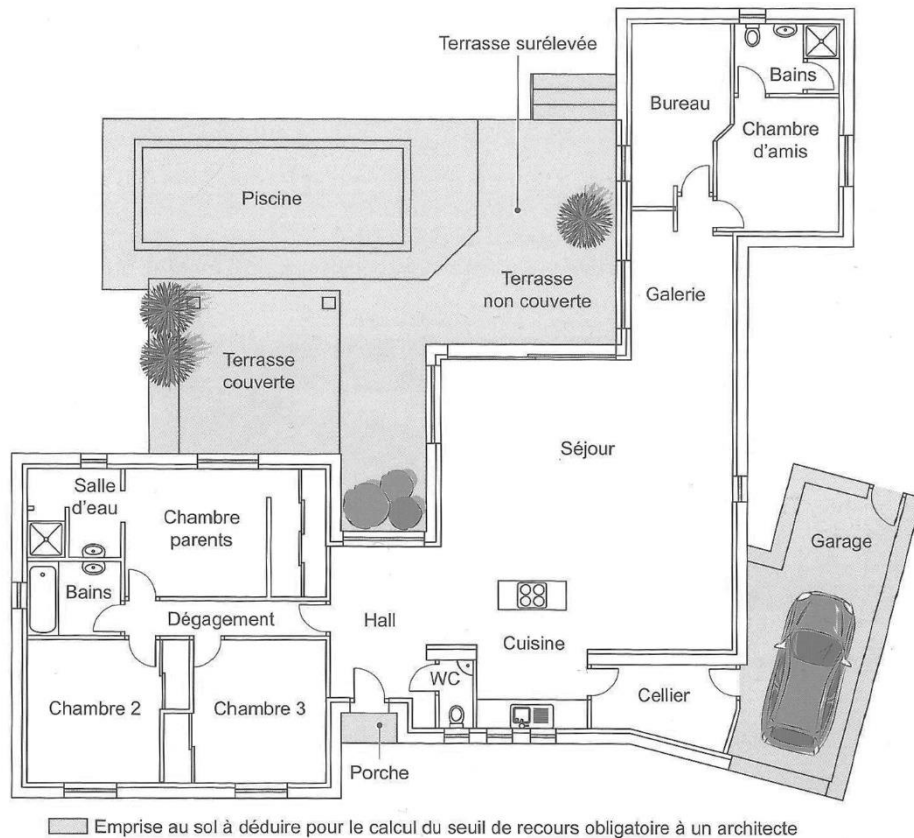 Terrasse surélevée
Bains
Bureau
Chambre
d'amis
Piscine
Terrasse
non couverte
Galerie
Terrasse
couverte
Séjour
Salle
d'eau
Chambre
parents
Garage
Bains
Dégagement
Hall
Cuisine
WC
Cellier
Chambre 2
Chambre 3
Porche
Emprise au sol à déduire pour le calcul du seuil de recours obligatoire à un architecte